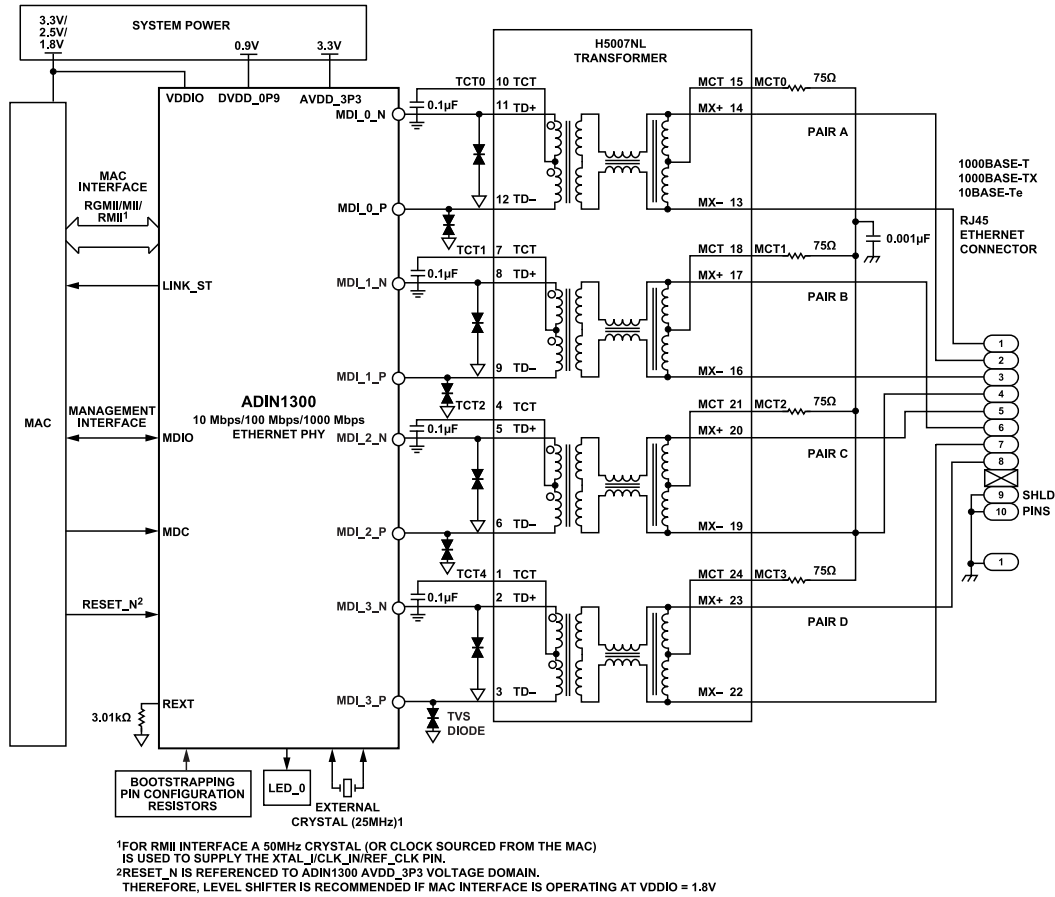 3.3V/
2.5V/
1.8V
SYSTEM POWER
0.9V
3.3V
VDDIO
DVDD_0P9
AVDD_3P3
H5007NL
TRANSFORMER
MAC
MAC
INTERFACE
RGMII/MII/
RMII1
LINK_ST
MANAGEMENT
INTERFACE
MDIO
MDC
RESET_N2
REXT
3.01kΩ
ADIN1300
10 Mbps/100 Mbps/1000 Mbps
ETHERNET PHY
MDI_0_N
MDI_0_P
MDI_1_N
MDI_1_P
MDI_2_N
MDI_2_P
MDI_3_N
MDI_3_P
TCT0 10 TCT
0.1µF
11 TD+
12 TD–
MCT 15 MCT0 75Ω
MX+ 14
PAIR A
MX– 13
TCT1 7 TCT
0.1µF
8 TD+
9 TD–
MCT 18 MCT1 75Ω
MX+ 17
PAIR B
MX– 16
0.001µF
TCT2 4 TCT
0.1µF
5 TD+
6 TD–
MCT 21 MCT2 75Ω
MX+ 20
PAIR C
MX– 19
TCT4 1 TCT
0.1µF
2 TD+
3 TD–
MCT 24 MCT3 75Ω
MX+ 23
PAIR D
MX– 22
TVS
DIODE
1000BASE-T
1000BASE-TX
10BASE-Te
RJ45
ETHERNET
CONNECTOR
1
2
3
4
5
6
7
8
9 SHLD
10 PINS
1
BOOTSTRAPPING
PIN CONFIGURATION
RESISTORS
LED_0
EXTERNAL
CRYSTAL (25MHz)1
1FOR RMII INTERFACE A 50MHz CRYSTAL (OR CLOCK SOURCED FROM THE MAC)
IS USED TO SUPPLY THE XTAL_I/CLK_IN/REF_CLK PIN.
2RESET_N IS REFERENCED TO ADIN1300 AVDD_3P3 VOLTAGE DOMAIN.
THEREFORE, LEVEL SHIFTER IS RECOMMENDED IF MAC INTERFACE IS OPERATING AT VDDIO = 1.8V